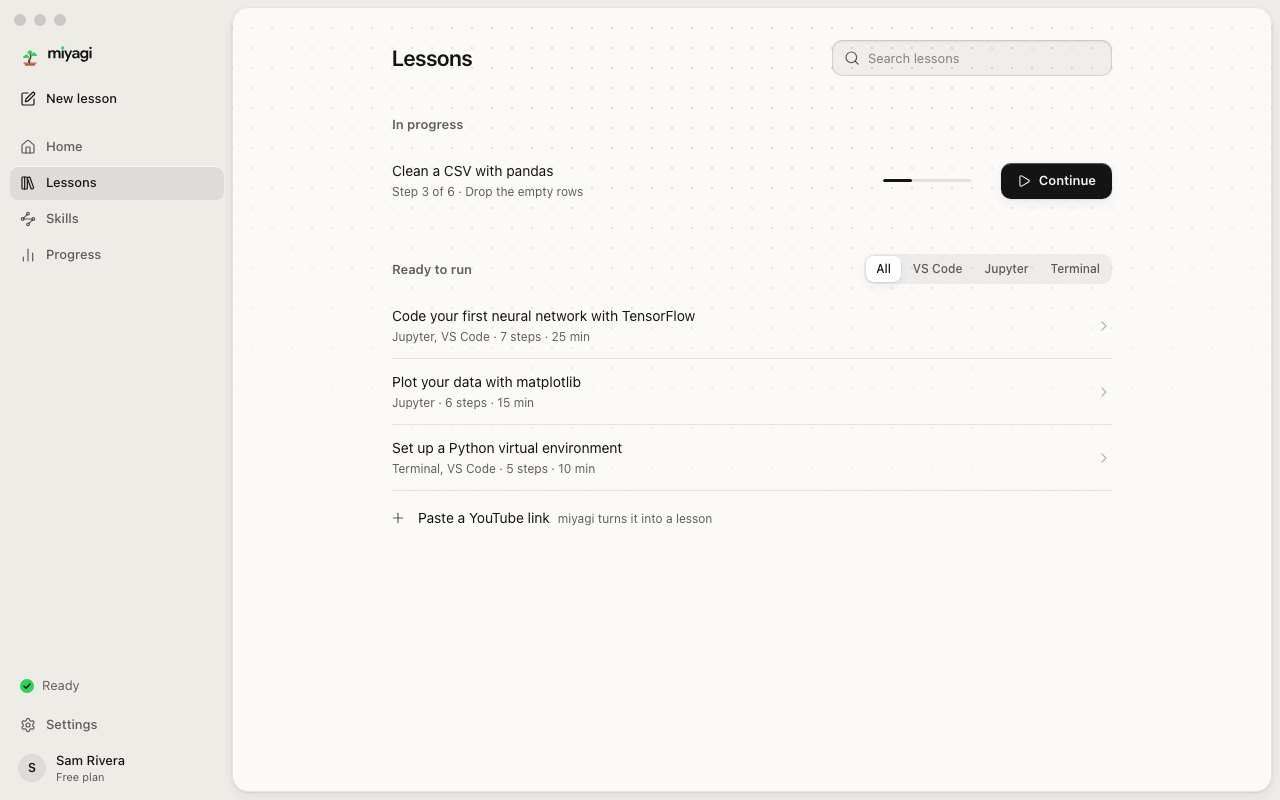 miyagi
New lesson
Home
Lessons
Skills
Progress
Ready
Settings
S
Sam Rivera
Free plan
Lessons
Search lessons
In progress
Clean a CSV with pandas
Step 3 of 6 · Drop the empty rows
Continue
Ready to run
All VS Code Jupyter Terminal
Code your first neural network with TensorFlow
Jupyter, VS Code · 7 steps · 25 min
Plot your data with matplotlib
Jupyter · 6 steps · 15 min
Set up a Python virtual environment
Terminal, VS Code · 5 steps · 10 min
Paste a YouTube link miyagi turns it into a lesson